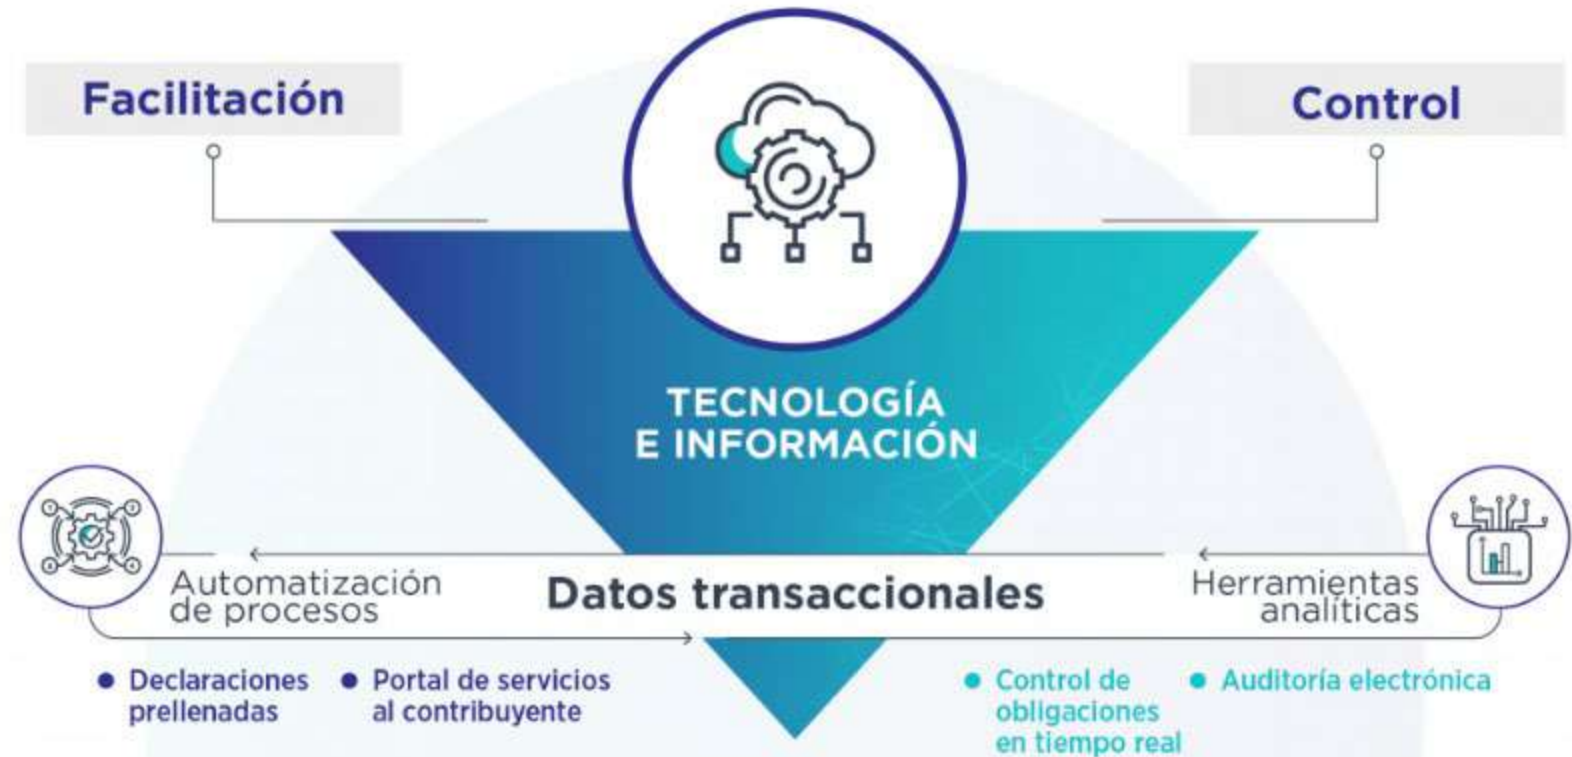 Facilitación
Control
TECNOLOGÍA
E INFORMACIÓN
Automatización
de procesos
Datos transaccionales
Herramientas
analíticas
Declaraciones
prellenadas
Portal de servicios
al contribuyente
Control de
obligaciones
en tiempo real
Auditoría electrónica